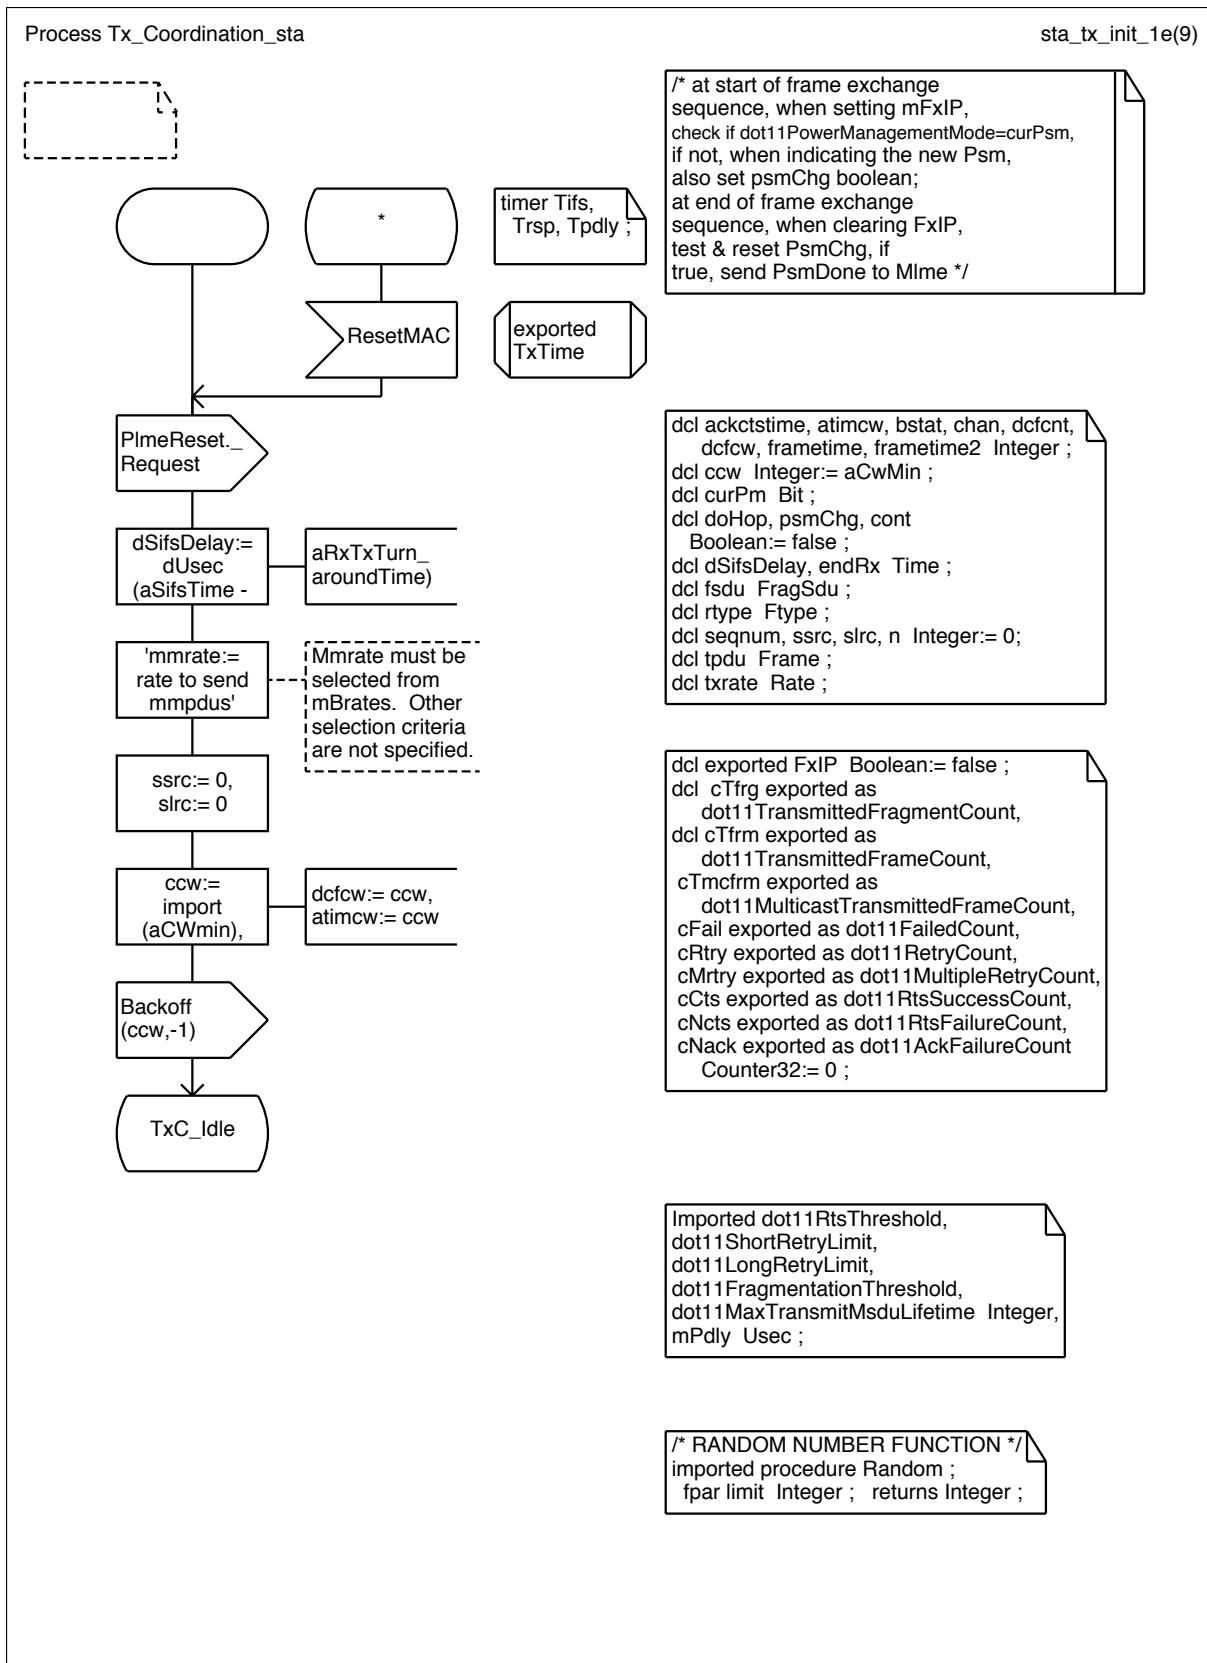 Process Tx_Coordination_sta
sta_tx_init_1e(9)
/* at start of frame exchange
sequence, when setting mFxIP,
check if dot11PowerManagementMode=curPsm,
if not, when indicating the new Psm,
also set psmChg boolean;
at end of frame exchange
sequence, when clearing FxIP,
test & reset PsmChg, if
true, send PsmDone to Mlme */
*
timer Tifs,
Trsp, Tpdly ;
ResetMAC
exported
TxTime
PlmeReset._
Request
dSifsDelay:=
dUsec
(aSifsTime -
aRxTxTurn_
aroundTime)
'mmrate:=
rate to send
mmpdus'
Mmrate must be
selected from
mBrates.  Other
selection criteria
are not specified.
ssrc:= 0,
slrc:= 0
ccw:=
import
(aCWmin),
dcfcw:= ccw,
atimcw:= ccw
Backoff
(ccw,-1)
TxC_Idle
dcl ackctstime, atimcw, bstat, chan, dcfcnt,
dcfcw, frametime, frametime2  Integer ;
dcl ccw  Integer:= aCwMin ;
dcl curPm  Bit ;
dcl doHop, psmChg, cont
Boolean:= false ;
dcl dSifsDelay, endRx  Time ;
dcl fsdu  FragSdu ;
dcl rtype  Ftype ;
dcl seqnum, ssrc, slrc, n  Integer:= 0;
dcl tpdu  Frame ;
dcl txrate  Rate ;
dcl exported FxIP  Boolean:= false ;
dcl  cTfrg exported as
dot11TransmittedFragmentCount,
dcl cTfrm exported as
dot11TransmittedFrameCount,
cTmcfrm exported as
dot11MulticastTransmittedFrameCount,
cFail exported as dot11FailedCount,
cRtry exported as dot11RetryCount,
cMrtry exported as dot11MultipleRetryCount,
cCts exported as dot11RtsSuccessCount,
cNcts exported as dot11RtsFailureCount,
cNack exported as dot11AckFailureCount
Counter32:= 0 ;
Imported dot11RtsThreshold,
dot11ShortRetryLimit,
dot11LongRetryLimit,
dot11FragmentationThreshold,
dot11MaxTransmitMsduLifetime  Integer,
mPdly  Usec ;
/* RANDOM NUMBER FUNCTION */
imported procedure Random ;
fpar limit  Integer ;   returns Integer ;